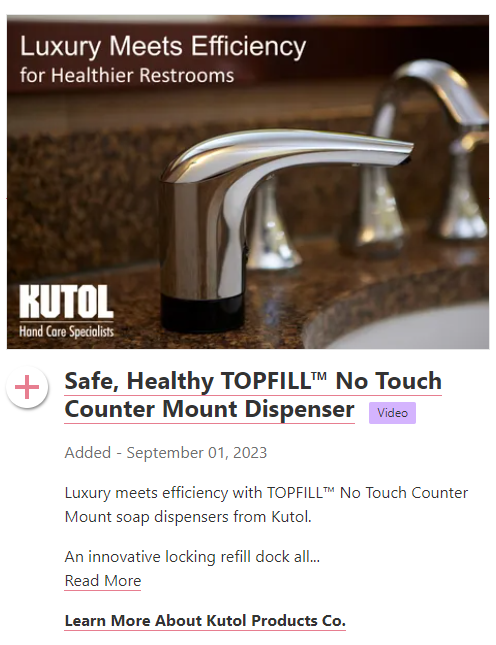 Luxury Meets Efficiency
for Healthier Restrooms
KUTOL
Hand Care Specialists
Safe, Healthy TOPFILL™ No Touch
Counter Mount Dispenser Video
Added - September 01, 2023
Luxury meets efficiency with TOPFILL™ No Touch Counter
Mount soap dispensers from Kutol.
An innovative locking refill dock all...
Read More
Learn More About Kutol Products Co.